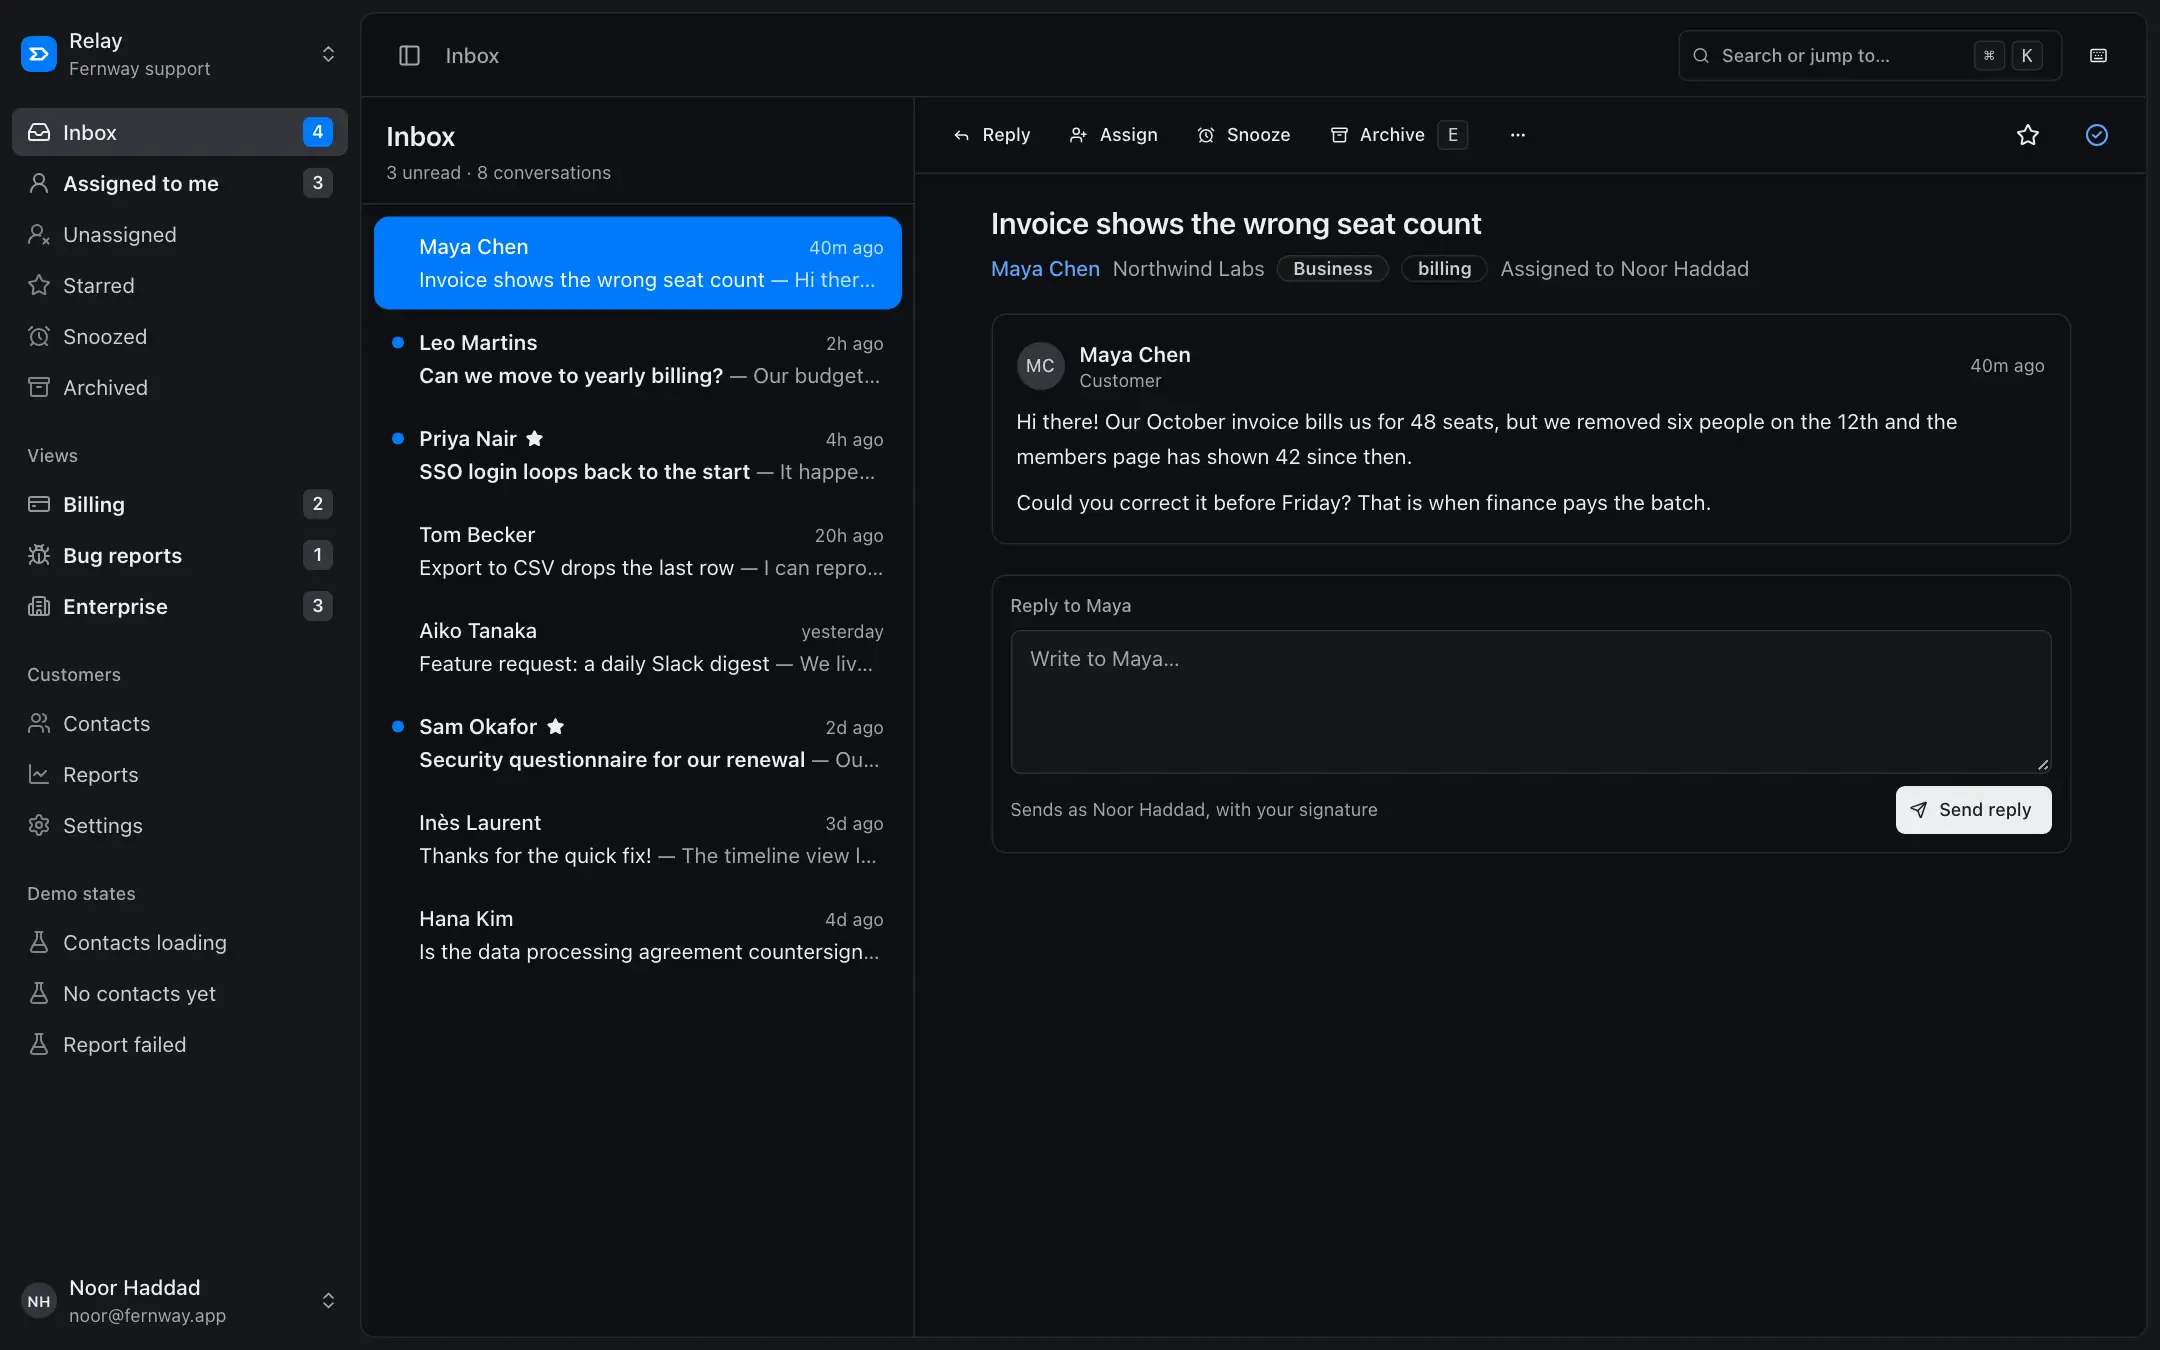 Relay
Fernway support
Inbox 4
Assigned to me 3
Unassigned
Starred
Snoozed
Archived
Views
Billing 2
Bug reports 1
Enterprise 3
Customers
Contacts
Reports
Settings
Demo states
Contacts loading
No contacts yet
Report failed
NH
Noor Haddad
noor@fernway.app
Inbox
Search or jump to... ⌘ K
Inbox
3 unread · 8 conversations
Maya Chen 40m ago
Invoice shows the wrong seat count — Hi ther...
Leo Martins 2h ago
Can we move to yearly billing? — Our budget...
Priya Nair 4h ago
SSO login loops back to the start — It happe...
Tom Becker 20h ago
Export to CSV drops the last row — I can repro...
Aiko Tanaka yesterday
Feature request: a daily Slack digest — We liv...
Sam Okafor 2d ago
Security questionnaire for our renewal — Ou...
Inès Laurent 3d ago
Thanks for the quick fix! — The timeline view l...
Hana Kim 4d ago
Is the data processing agreement countersign...
Reply Assign Snooze Archive E
Invoice shows the wrong seat count
Maya Chen Northwind Labs Business billing Assigned to Noor Haddad
MC
Maya Chen
Customer
40m ago
Hi there! Our October invoice bills us for 48 seats, but we removed six people on the 12th and the
members page has shown 42 since then.
Could you correct it before Friday? That is when finance pays the batch.
Reply to Maya
Write to Maya...
Sends as Noor Haddad, with your signature
Send reply